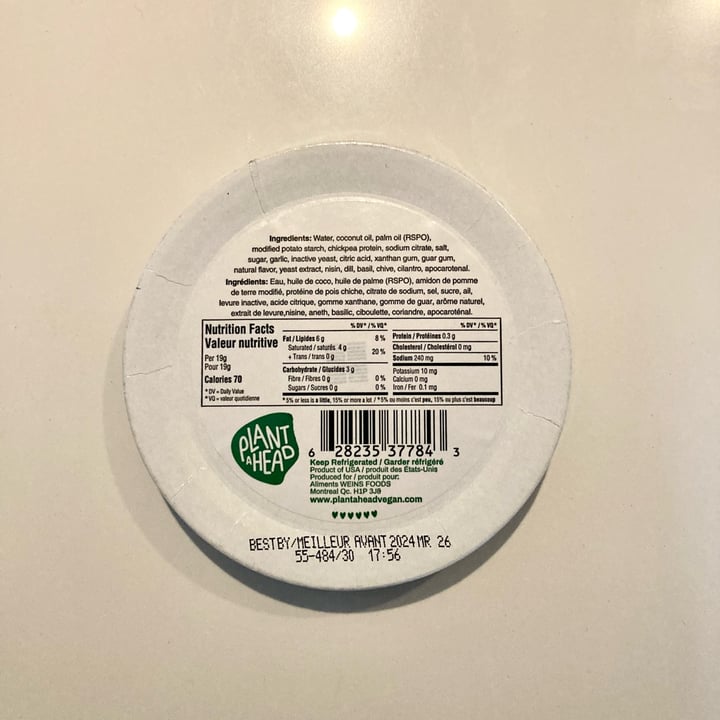 Ingredients: Water, coconut oil, palm oil (RSPO),
modified potato starch, chickpea protein, sodium citrate, salt,
sugar, garlic, inactive yeast, citric acid, xanthan gum, guar gum,
natural flavor, yeast extract, nisin, dill, basil, chive, cilantro, apocarotenal.
Ingrédients: Eau, huile de coco, huile de palme (RSPO), amidon de pomme
de terre modifié, protéine de pois chiche, citrate de sodium, sel, sucre, ail,
levure inactive, acide citrique, gomme xanthane, gomme de guar, arôme naturel,
extrait de levure,nisine, aneth, basilic, ciboulette, coriandre, apocaroténal.
Nutrition Facts
Valeur nutritive
Per 19g
Pour 19g
Calories 70
* DV = Daily Value
* VQ = valeur quotidienne
% DV* / % VQ*
Fat / Lipides 6 g 8 %
Saturated / saturés 4 g
+ Trans / trans 0 g 20 %
Carbohydrate / Glucides 3 g
Fibre / Fibres 0 g 0 %
Sugars / Sucres 0 g 0 %
% DV* / % VQ*
Protein / Protéines 0.3 g
Cholesterol / Cholestérol 0 mg
Sodium 240 mg 10 %
Potassium 10 mg
Calcium 0 mg
Iron / Fer 0.1 mg
* 5% or less is a little, 15% or more a lot / * 5% ou moins c'est peu, 15% ou plus c'est beaucoup
PLANT
AHEAD
6 28235 37784 3
Keep Refrigerated / Garder réfrigéré
Product of USA / produit des États-Unis
Produced for / produit pour:
Aliments WEINS FOODS
Montreal Qc. H1P 3J9
www.plantaheadvegan.com
BEST BY/MEILLEUR AVANT 2024 MR 26
55-484/30 17:56